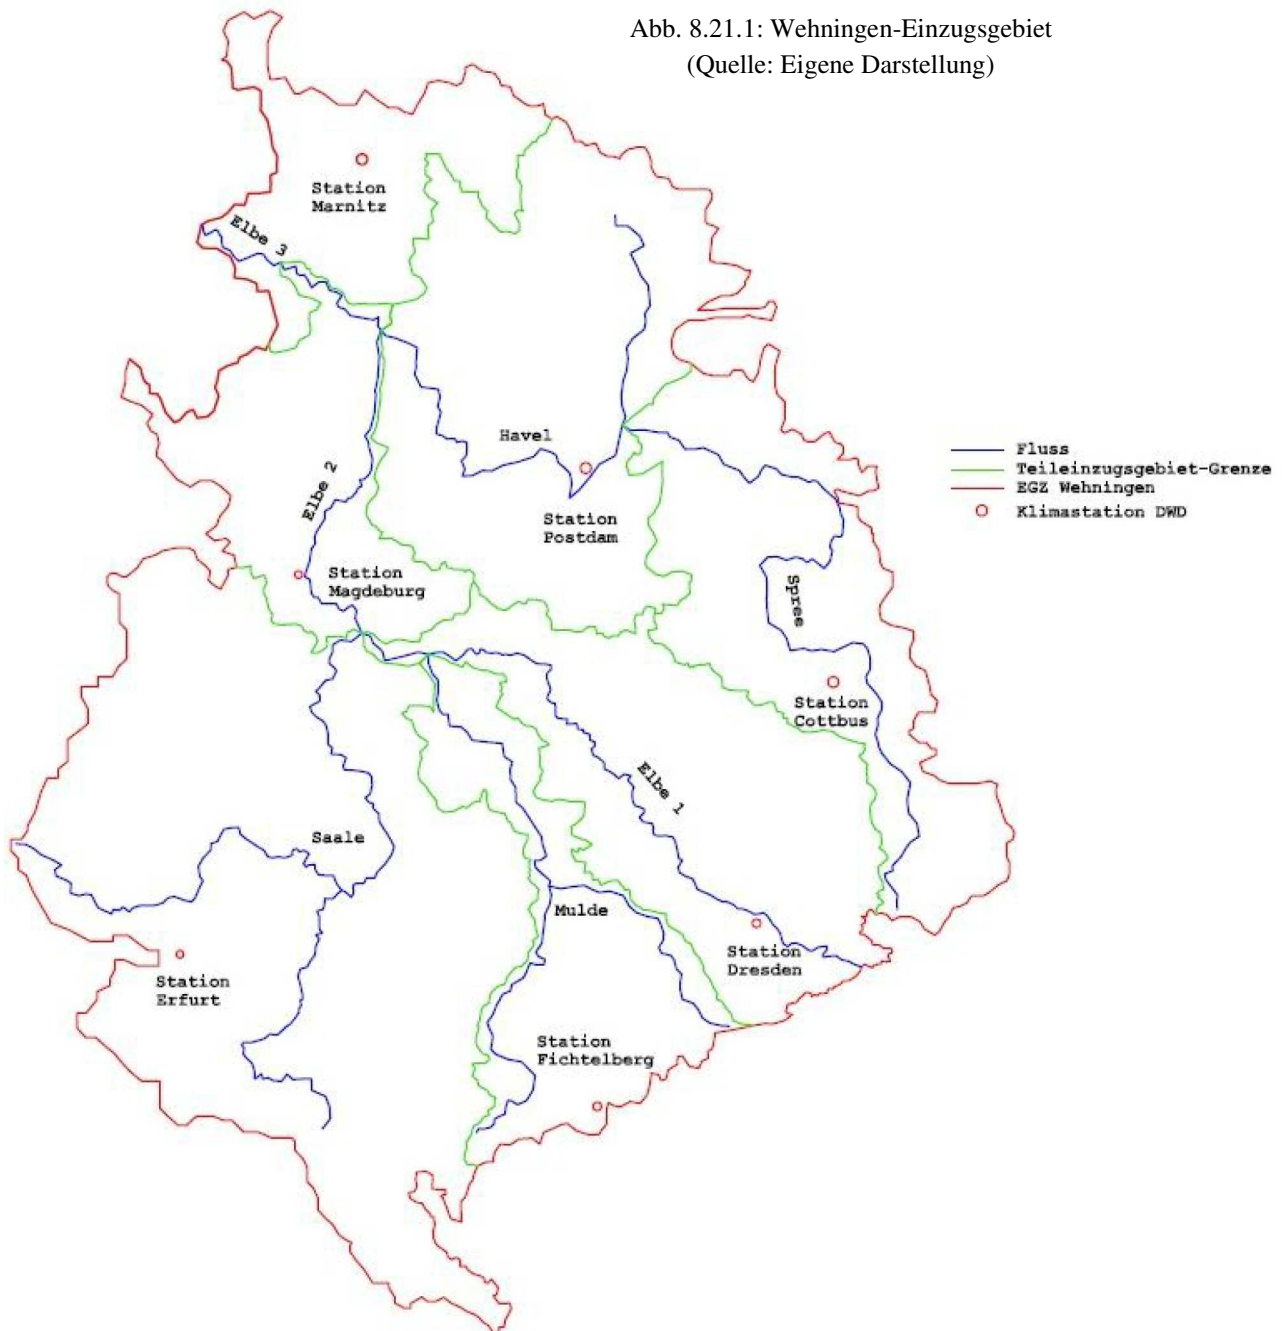 Abb. 8.21.1: Wehningen-Einzugsgebiet
(Quelle: Eigene Darstellung)
Station
Marnitz
Elbe 3
Havel
Fluss
Teileinzugsgebiet-Grenze
EGZ Wehningen
Klimastation DWD
Elbe 2
Station
Postdam
Station
Magdeburg
Spree
Station
Cottbus
Elbe 1
Saale
Mulde
Station
Dresden
Station
Erfurt
Station
Fichtelberg